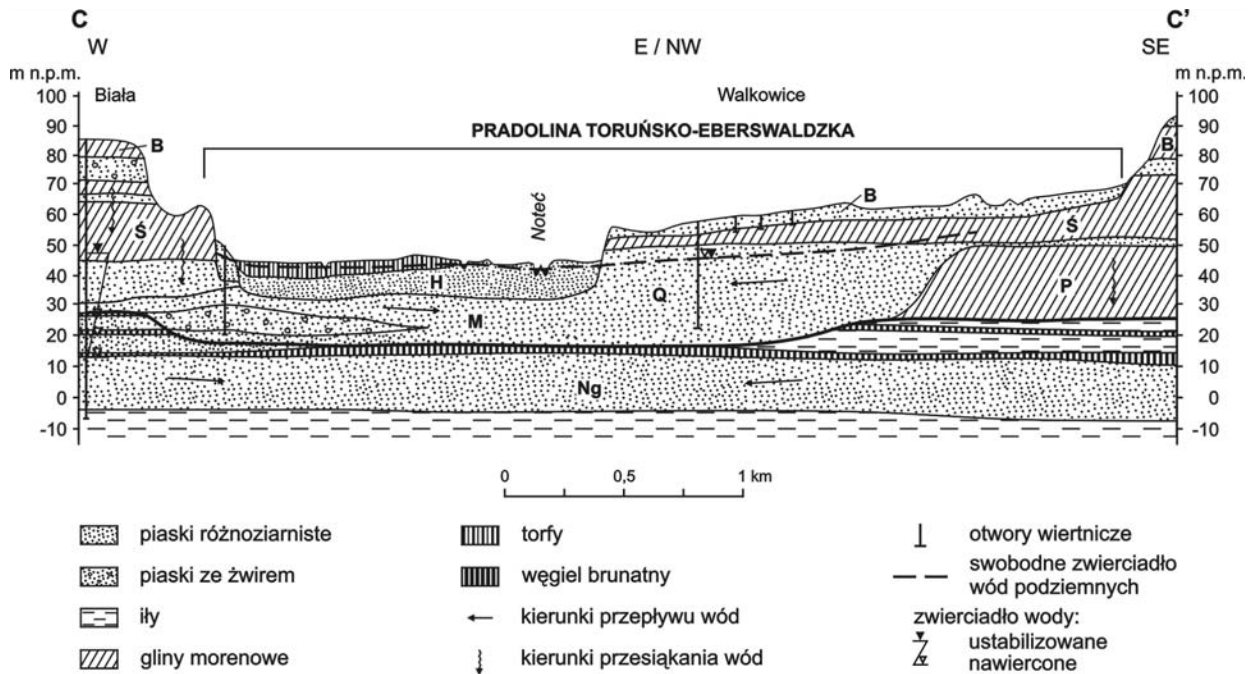 C C'
W E / NW SE
m n.p.m. m n.p.m.
Biała Walkowice
PRADOLINA TORUŃSKO-EBERSWALDZKA
100 100
90 B 90
80 B 80
70 70
60 Ś Noteć B Ś 60
50 50
40 H Q P 40
30 M 30
20 20
10 10
0 Ng 0
-10 -10
0 0,5 1 km
piaski różnoziarniste
piaski ze żwirem
iły
gliny morenowe
torfy
węgiel brunatny
kierunki przepływu wód
kierunki przesiąkania wód
otwory wiertnicze
swobodne zwierciadło
wód podziemnych
zwierciadło wody:
ustabilizowane
nawiercone